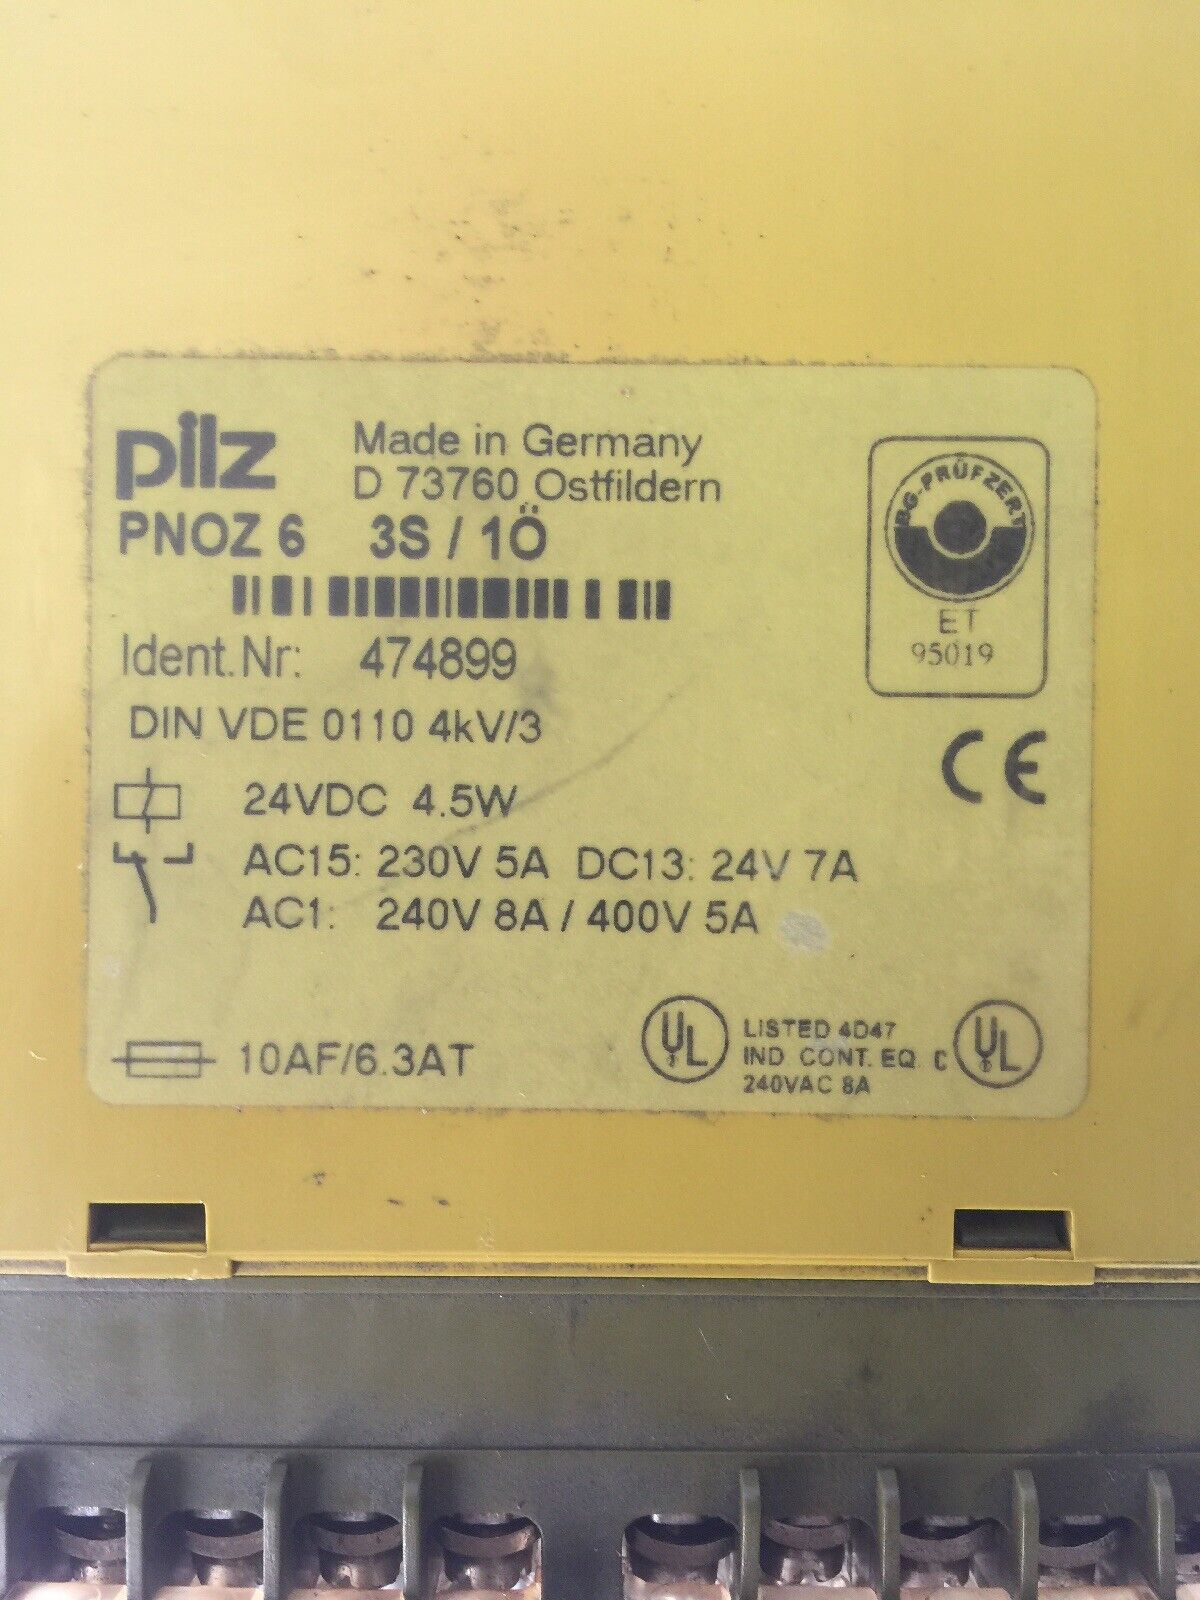 pilz
Made in Germany
D 73760 Ostfildern
PNOZ 6 3S / 1Ö
Ident.Nr: 474899
DIN VDE 0110 4kV/3
24VDC 4.5W
AC15: 230V 5A DC13: 24V 7A
AC1: 240V 8A / 400V 5A
10AF/6.3AT
BG-PRÜFZERT
ET
95019
CE
UL
LISTED 4D47
IND. CONT. EQ.
240VAC 8A
C UL